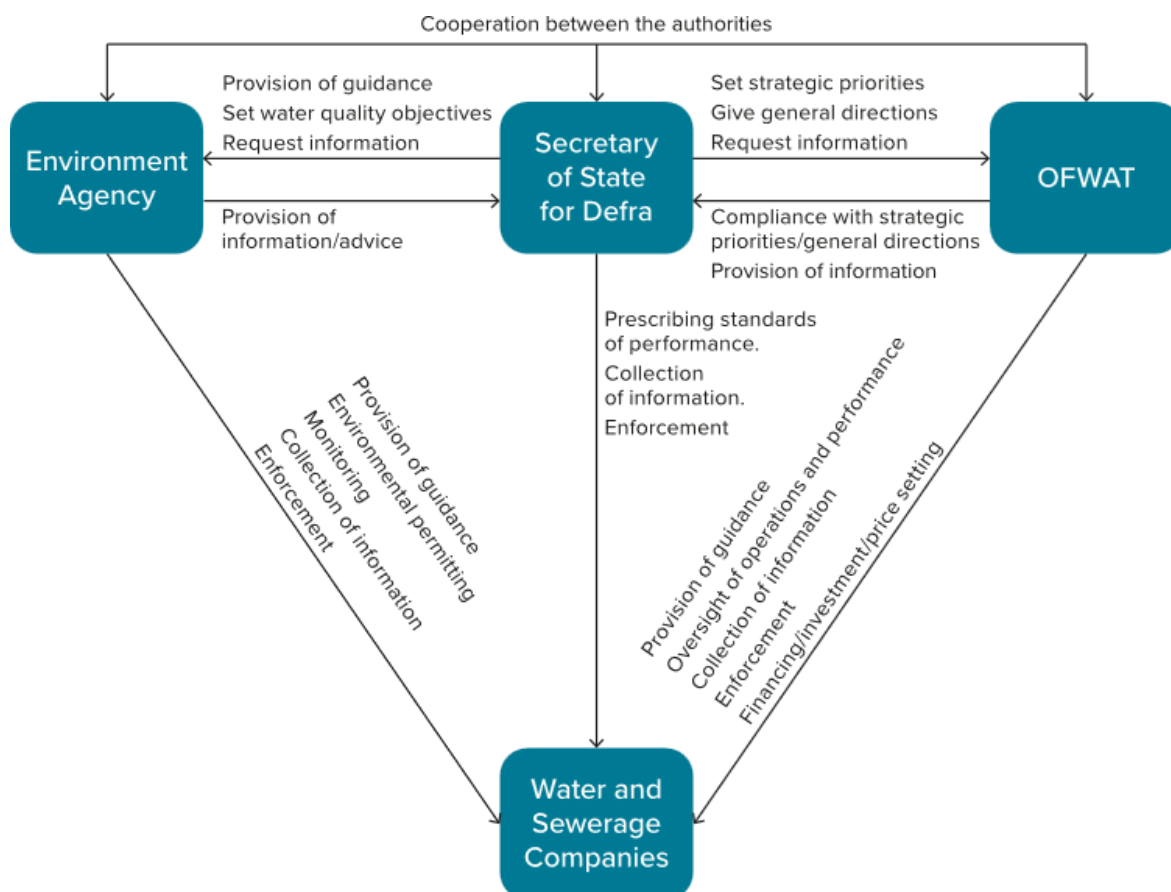 Cooperation between the authorities
Provision of guidance
Set water quality objectives
Request information
Set strategic priorities
Give general directions
Request information
Environment
Agency
Secretary
of State
for Defra
OFWAT
Provision of
information/advice
Compliance with strategic
priorities/general directions
Provision of information
Prescribing standards
of performance.
Collection
of information.
Enforcement
Provision of guidance
Environmental permitting
Monitoring
Collection of information
Enforcement
Provision of guidance
Oversight of operations and performance
Collection of information
Enforcement
Financing/investment/price setting
Water and
Sewerage
Companies